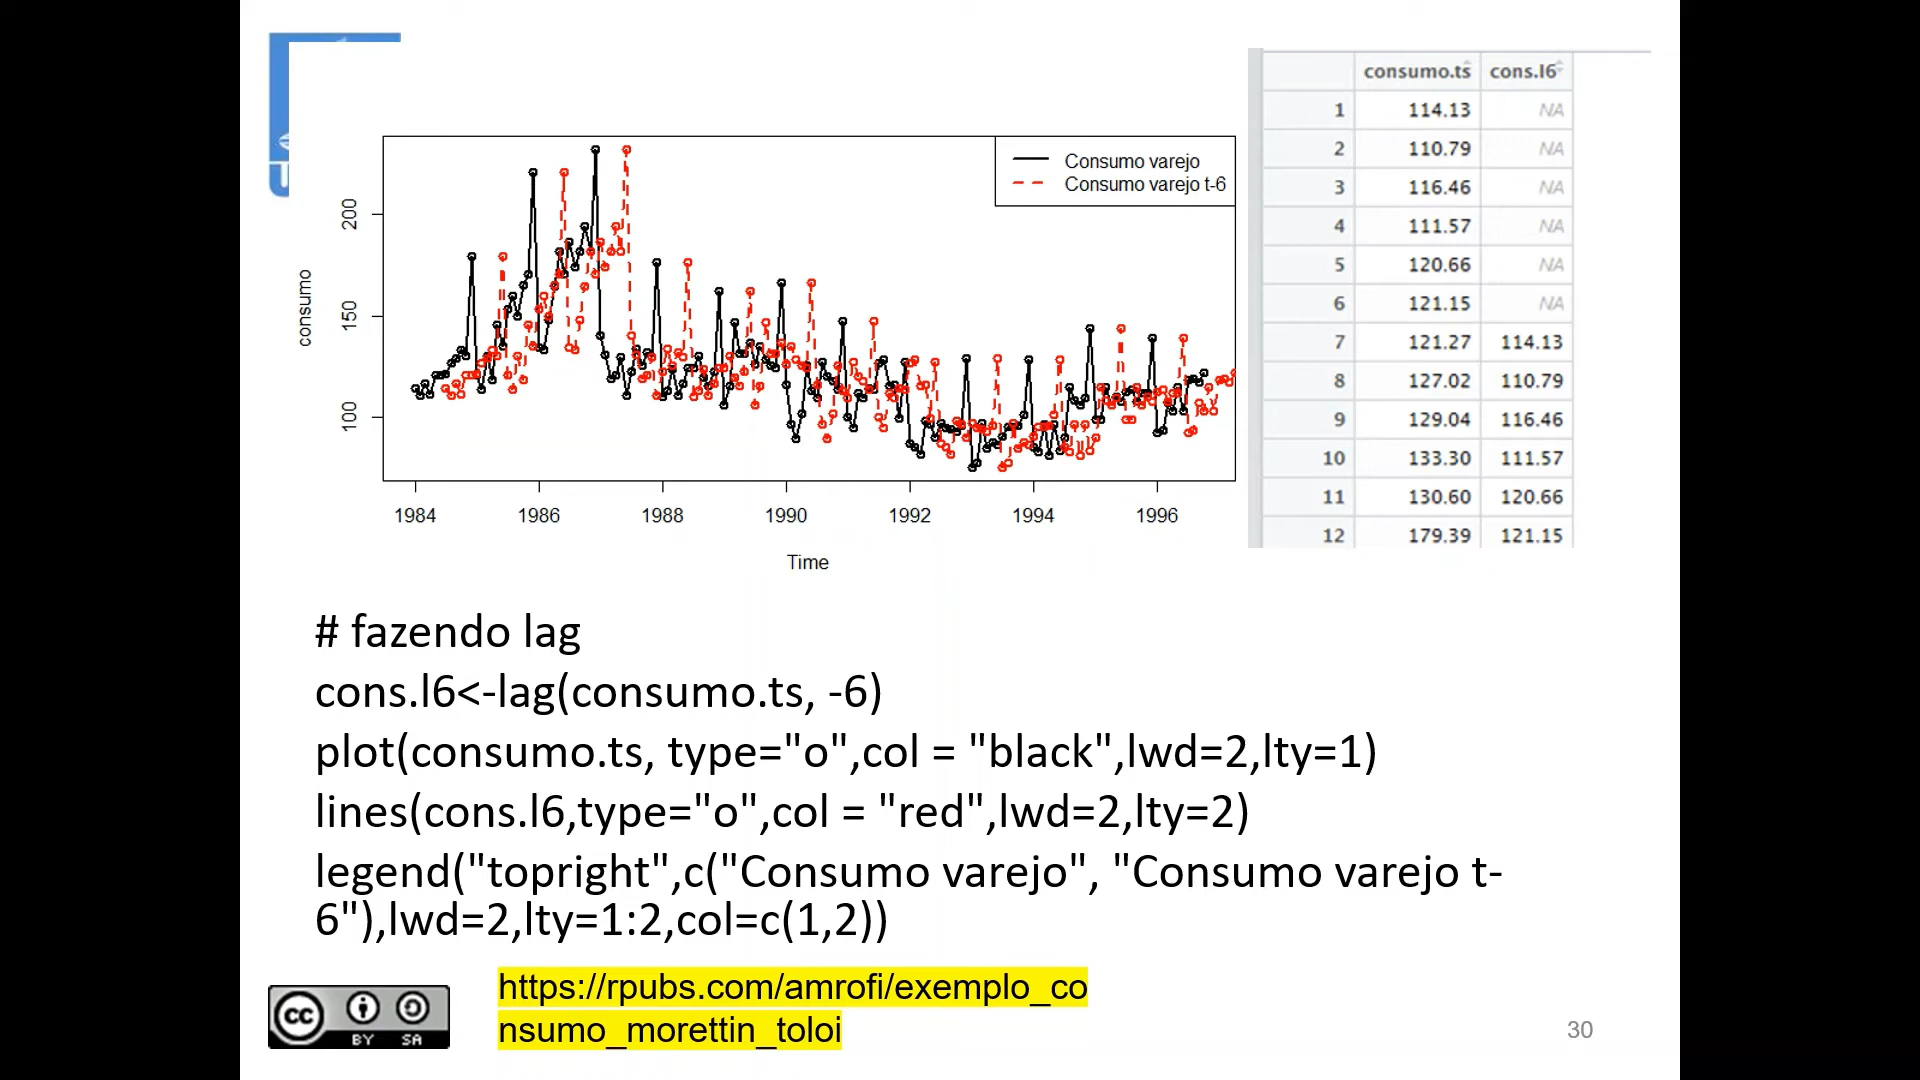 consumo.ts cons.l6
1 114.13 NA
2 110.79 NA
3 116.46 NA
4 111.57 NA
5 120.66 NA
6 121.15 NA
7 121.27 114.13
8 127.02 110.79
9 129.04 116.46
10 133.30 111.57
11 130.60 120.66
12 179.39 121.15
Consumo varejo
Consumo varejo t-6
consumo
200
150
100
1984 1986 1988 1990 1992 1994 1996
Time
# fazendo lag
cons.l6<-lag(consumo.ts, -6)
plot(consumo.ts, type="o",col = "black",lwd=2,lty=1)
lines(cons.l6,type="o",col = "red",lwd=2,lty=2)
legend("topright",c("Consumo varejo", "Consumo varejo t-
6"),lwd=2,lty=1:2,col=c(1,2))
https://rpubs.com/amrofi/exemplo_co
nsumo_morettin_toloi
cc
BY SA
30